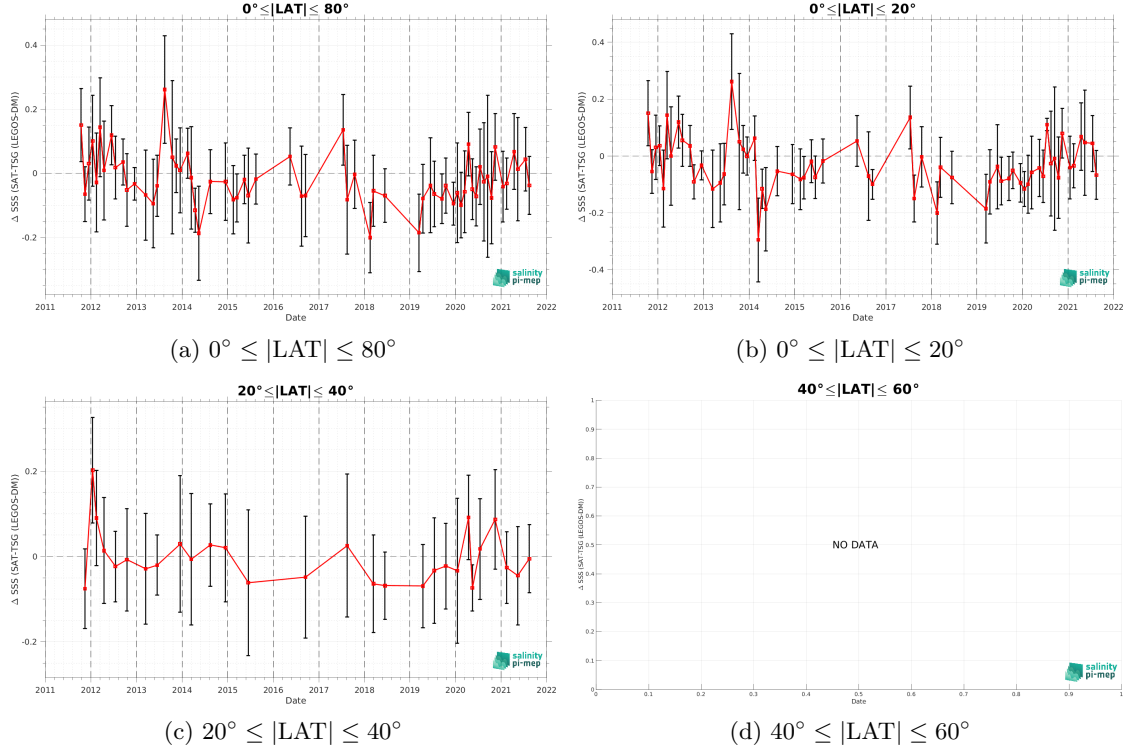 0°≤|LAT|≤ 80°
Δ SSS (SAT-TSG (LEGOS-DM))
0.4
0.2
0
-0.2
2011 2012 2013 2014 2015 2016 2017 2018 2019 2020 2021 2022
Date
salinity
pi-mep
(a) 0° ≤ |LAT| ≤ 80°
0°≤|LAT|≤ 20°
Δ SSS (SAT-TSG (LEGOS-DM))
0.4
0.2
0
-0.2
-0.4
2011 2012 2013 2014 2015 2016 2017 2018 2019 2020 2021 2022
Date
salinity
pi-mep
(b) 0° ≤ |LAT| ≤ 20°
20°≤|LAT|≤ 40°
Δ SSS (SAT-TSG (LEGOS-DM))
0.2
0
-0.2
2011 2012 2013 2014 2015 2016 2017 2018 2019 2020 2021 2022
Date
salinity
pi-mep
(c) 20° ≤ |LAT| ≤ 40°
40°≤|LAT|≤ 60°
Δ SSS (SAT-TSG (LEGOS-DM))
1
0.9
0.8
0.7
0.6
0.5
0.4
0.3
0.2
0.1
0
NO DATA
0 0.1 0.2 0.3 0.4 0.5 0.6 0.7 0.8 0.9 1
Date
salinity
pi-mep
(d) 40° ≤ |LAT| ≤ 60°